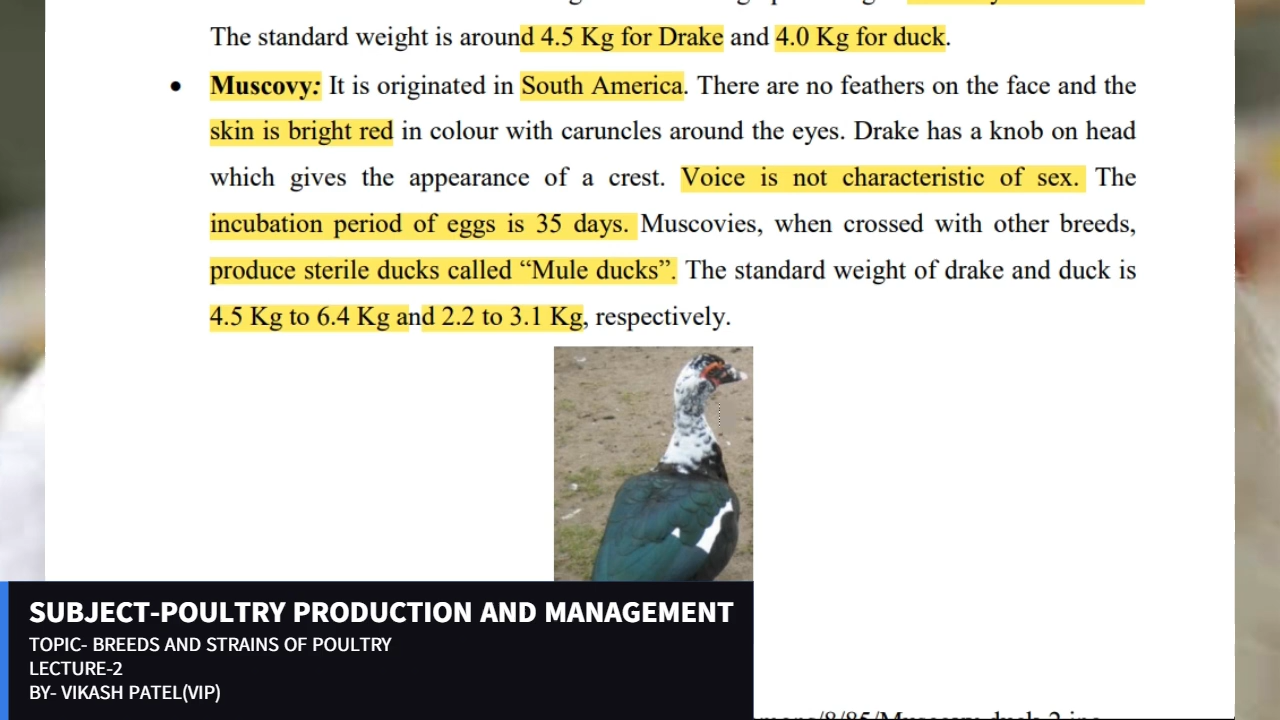 The standard weight is around 4.5 Kg for Drake and 4.0 Kg for duck.
• Muscovy: It is originated in South America. There are no feathers on the face and the
skin is bright red in colour with caruncles around the eyes. Drake has a knob on head
which gives the appearance of a crest. Voice is not characteristic of sex. The
incubation period of eggs is 35 days. Muscovies, when crossed with other breeds,
produce sterile ducks called “Mule ducks”. The standard weight of drake and duck is
4.5 Kg to 6.4 Kg and 2.2 to 3.1 Kg, respectively.
SUBJECT-POULTRY PRODUCTION AND MANAGEMENT
TOPIC- BREEDS AND STRAINS OF POULTRY
LECTURE-2
BY- VIKASH PATEL(VIP)